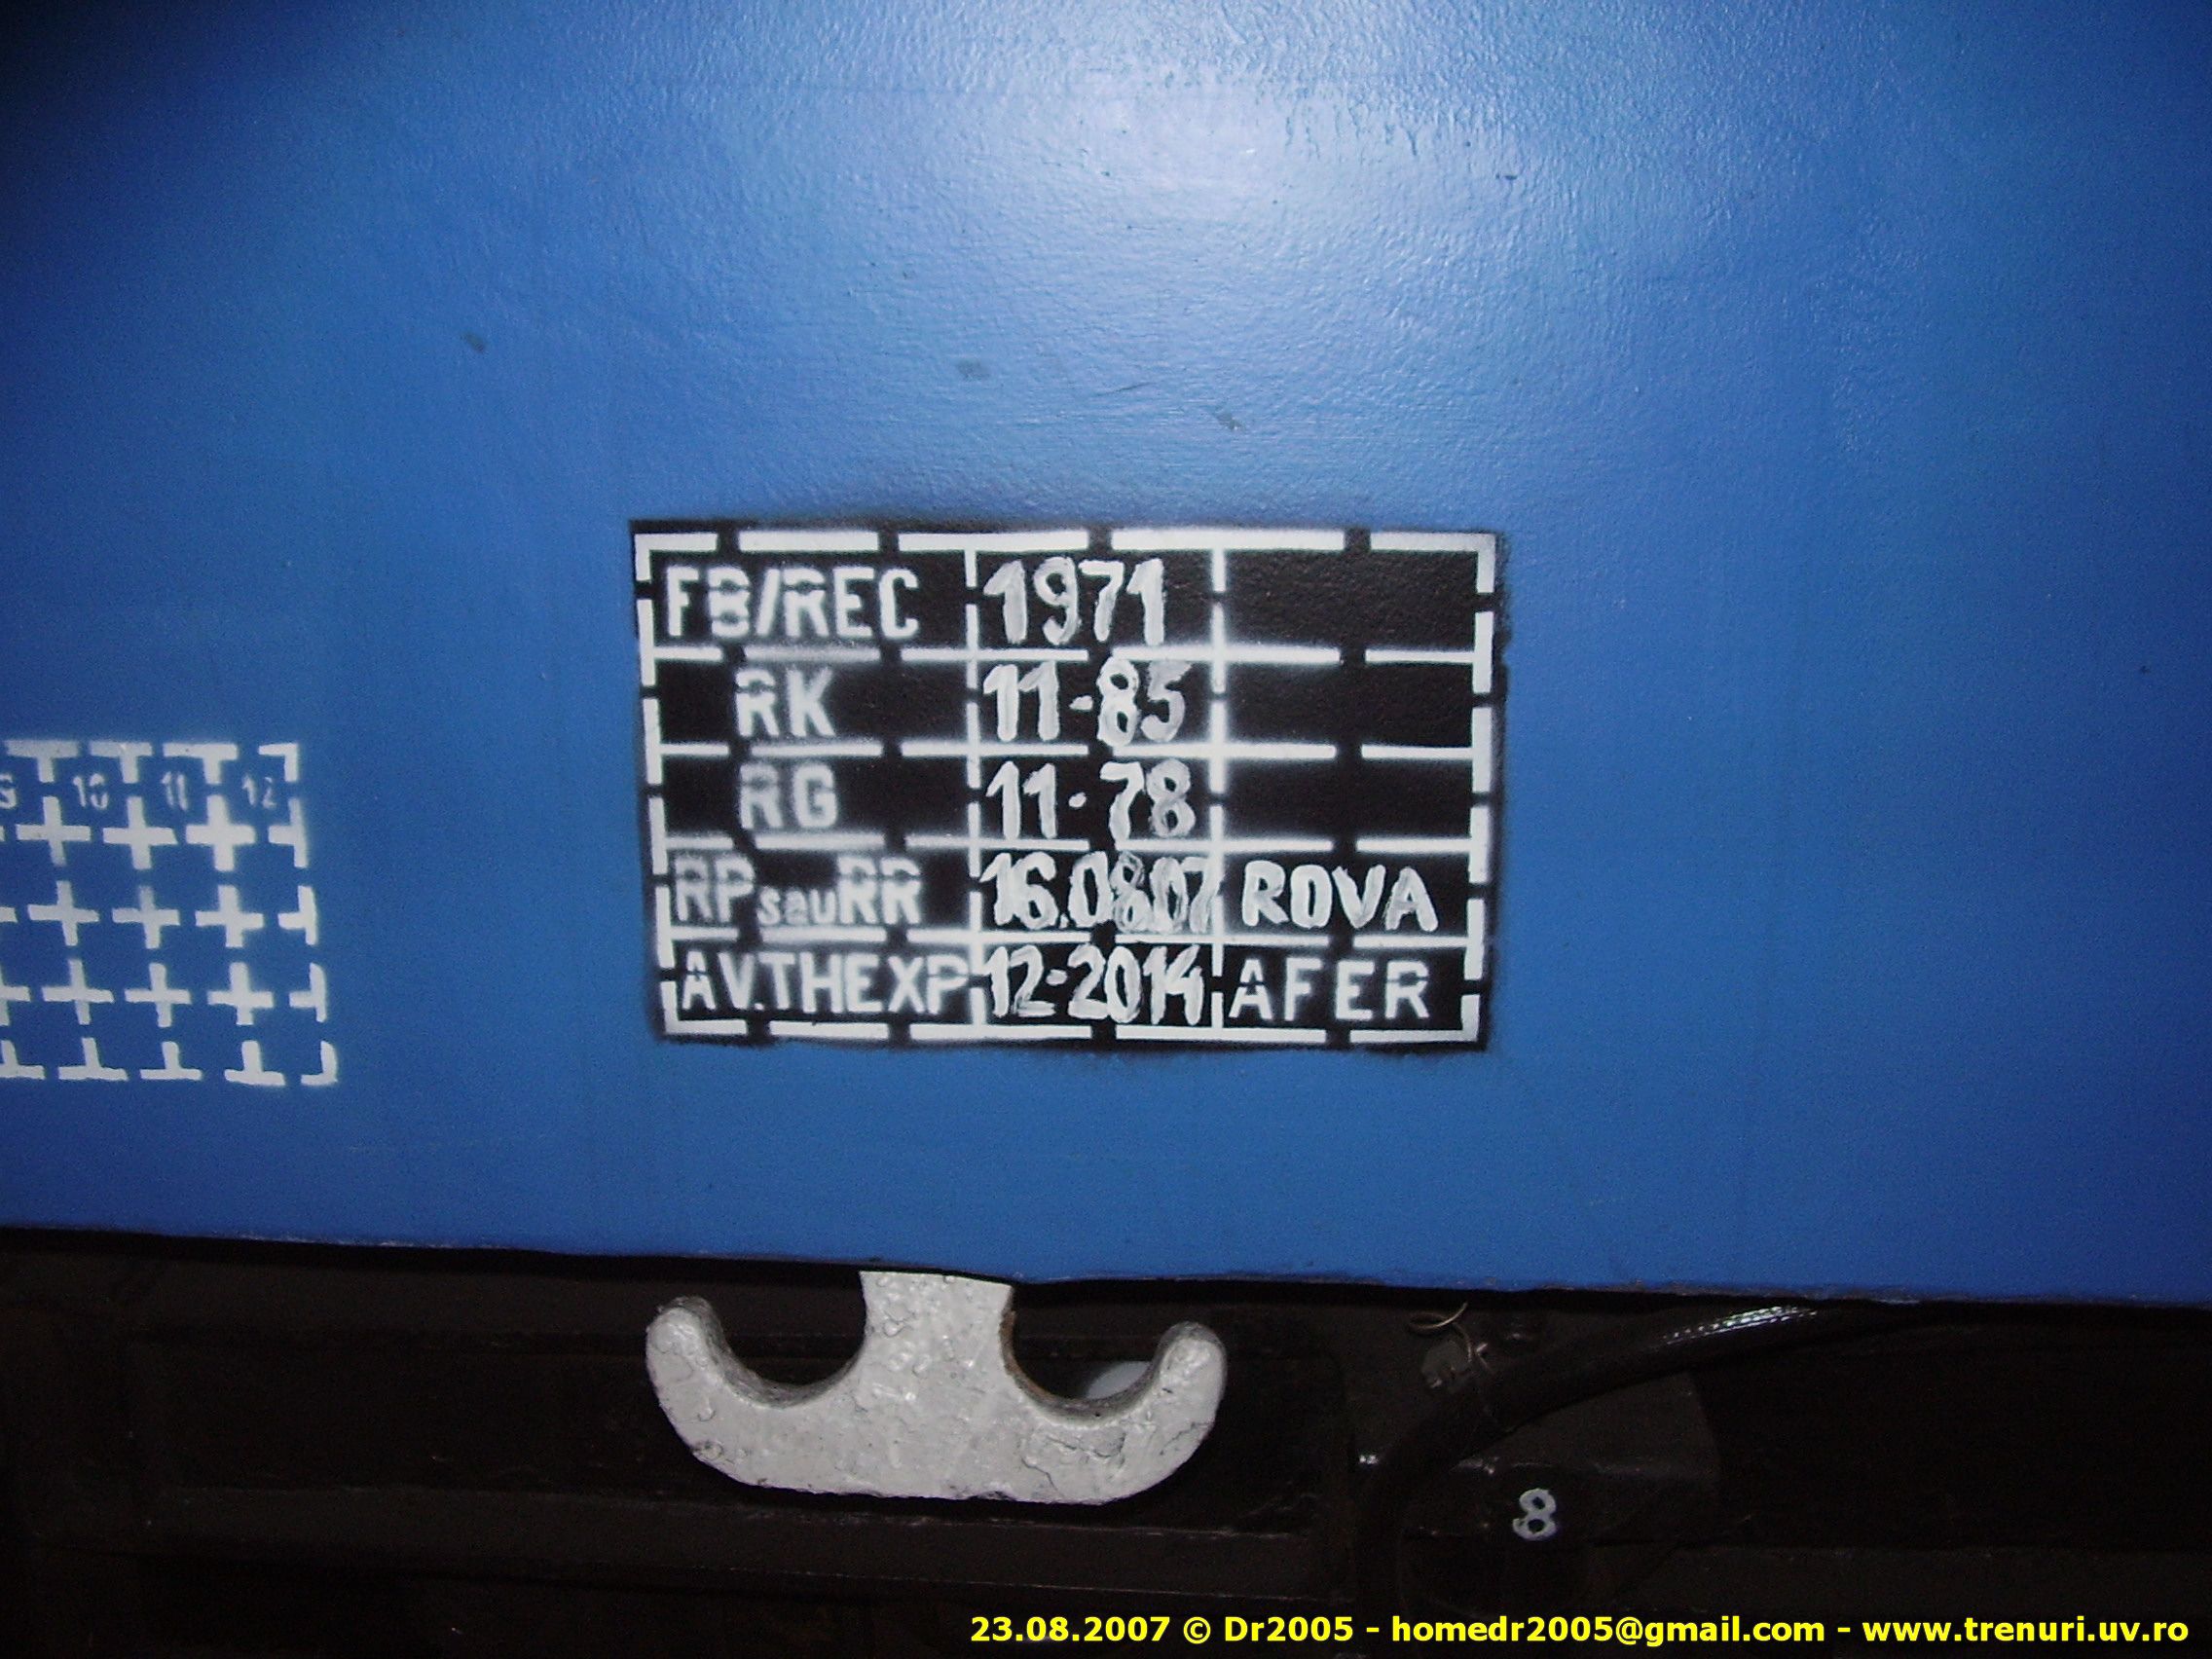 FB/REC 1971
RK 11-85
RG 11-78
RPsauRR 16.08.07 ROVA
AV.THEXP 12-2014 AFER
9 10 11 12
8
23.08.2007 © Dr2005 - homedr2005@gmail.com - www.trenuri.uv.ro